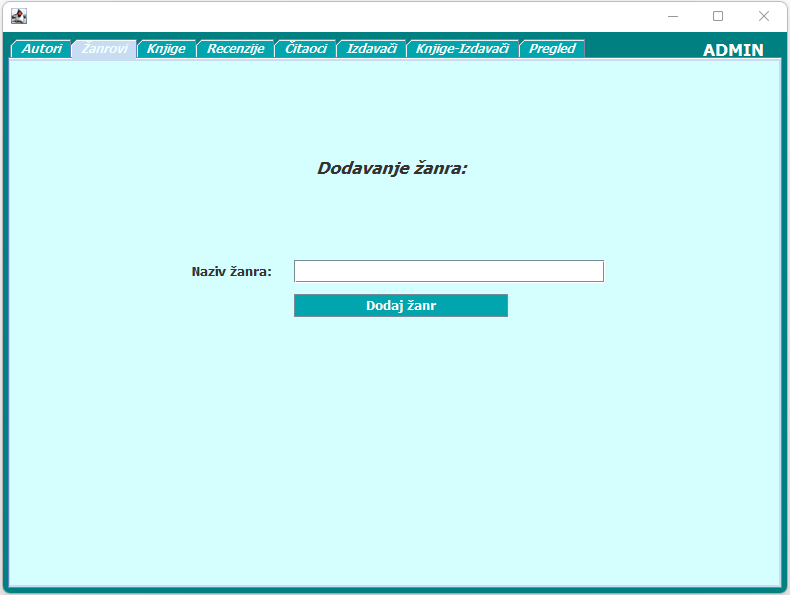 Autori Žanrovi Knjige Recenzije Čitaoci Izdavači Knjige-Izdavači Pregled ADMIN
Dodavanje žanra:
Naziv žanra:
Dodaj žanr